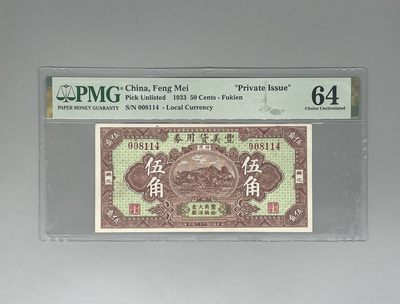 PMG
PAPER MONEY GUARANTY
China, Feng Mei "Private Issue"
Pick Unlisted 1933 50 Cents - Fukien
S/N 008114 - Local Currency
64
Choice Uncirculated
豐美貸用券
008114 008114
伍角 伍角